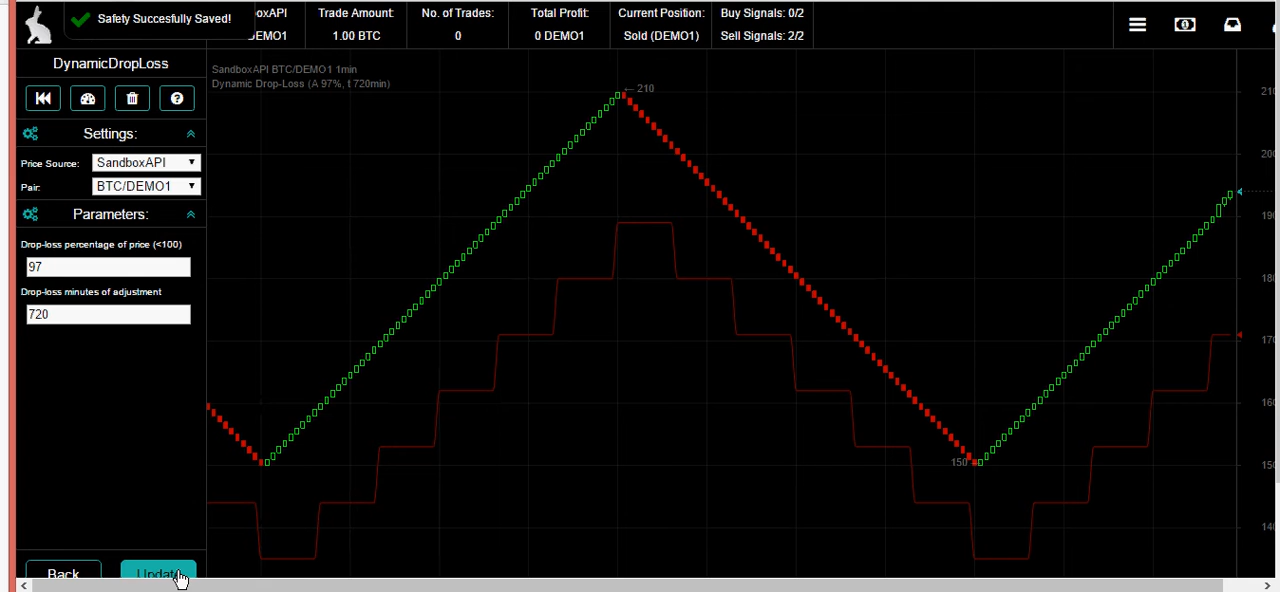 Safety Succesfully Saved!
oxAPI
DEMO1
Trade Amount:
1.00 BTC
No. of Trades:
0
Total Profit:
0 DEMO1
Current Position:
Sold (DEMO1)
Buy Signals: 0/2
Sell Signals: 2/2
DynamicDropLoss
Settings:
Price Source:
SandboxAPI
Pair:
BTC/DEMO1
Parameters:
Drop-loss percentage of price (<100)
97
Drop-loss minutes of adjustment
720
Back
Update
SandboxAPI BTC/DEMO1 1min
Dynamic Drop-Loss (A 97%, t 720min)
←210
150
210
200
190
180
170
160
150
140